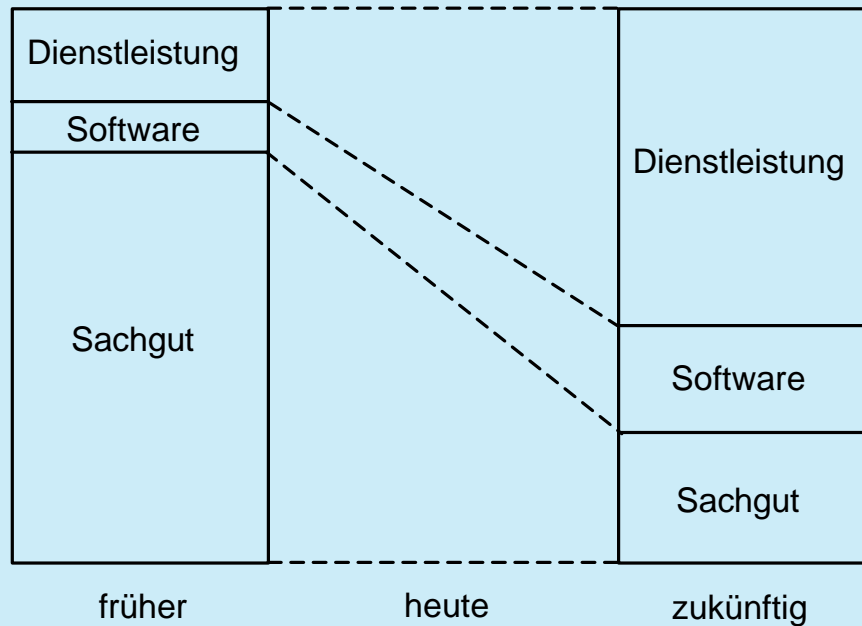 Dienstleistung
Software
Sachgut
Dienstleistung
Software
Sachgut
früher heute zukünftig